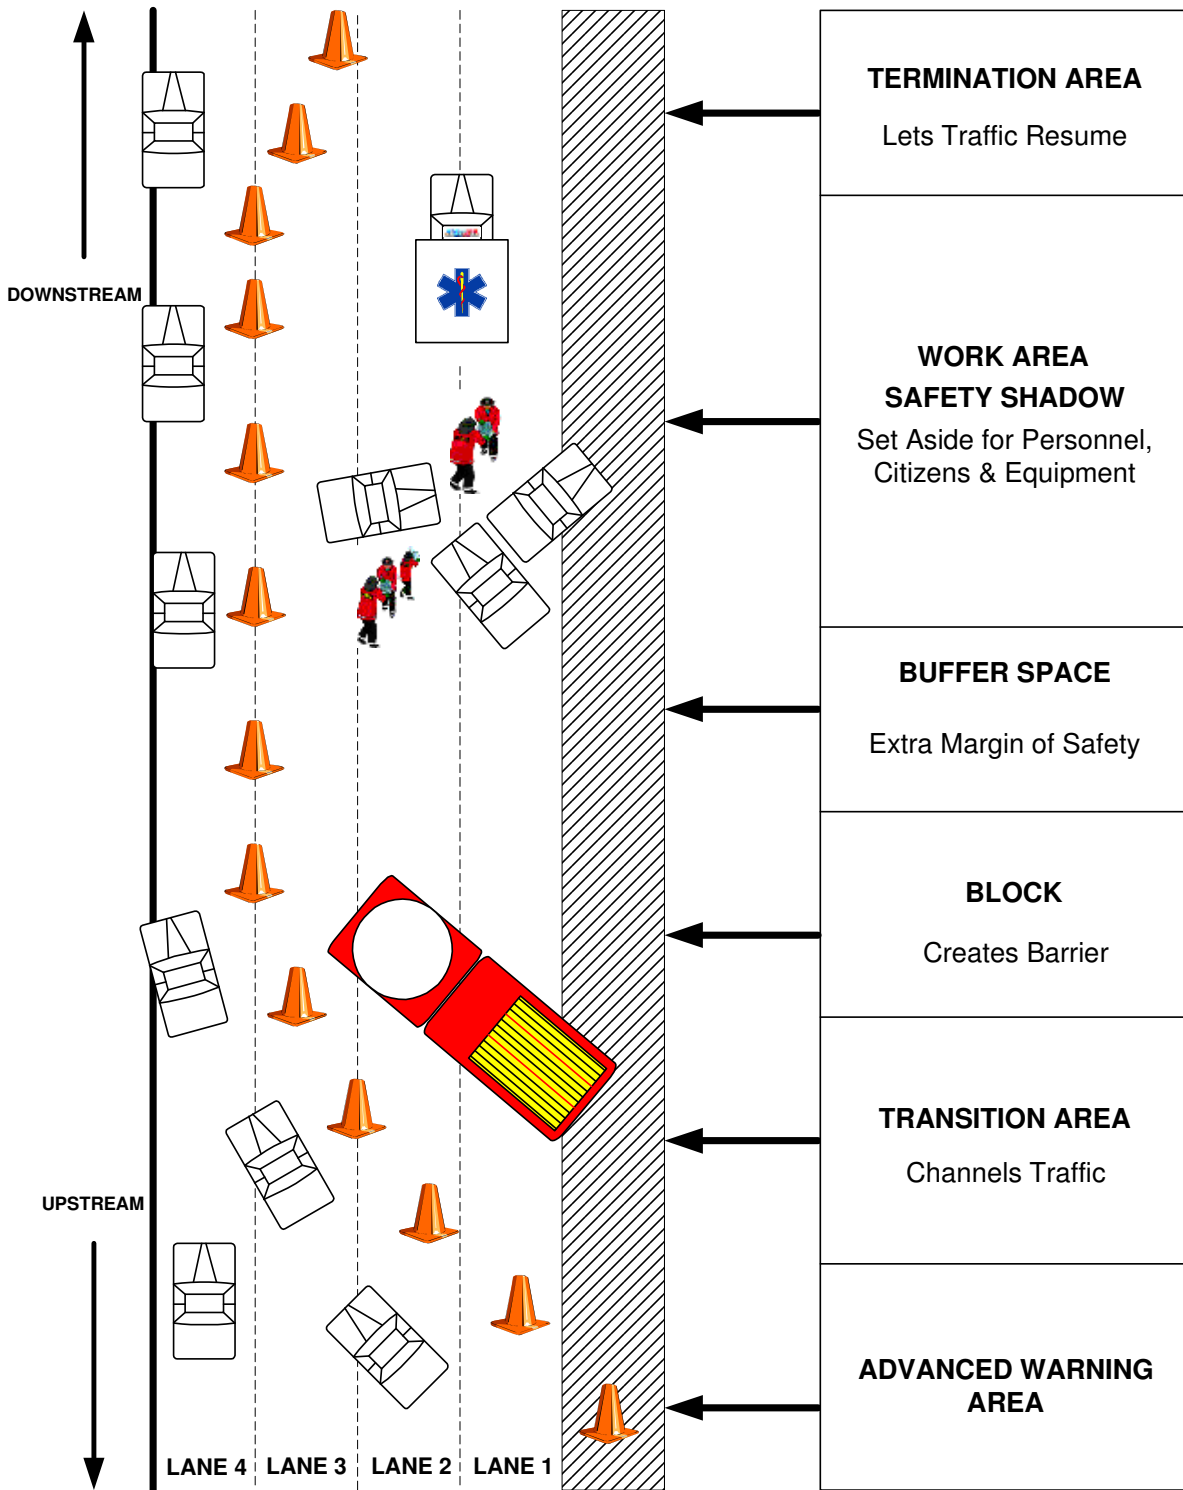 TERMINATION AREA
Lets Traffic Resume
DOWNSTREAM
WORK AREA
SAFETY SHADOW
Set Aside for Personnel,
Citizens & Equipment
BUFFER SPACE
Extra Margin of Safety
BLOCK
Creates Barrier
TRANSITION AREA
Channels Traffic
UPSTREAM
ADVANCED WARNING
AREA
LANE 4 LANE 3 LANE 2 LANE 1